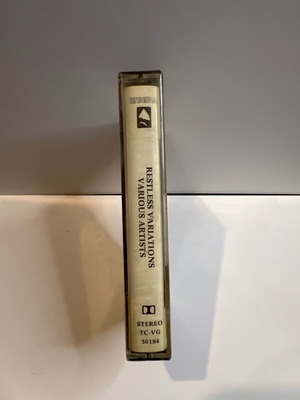 RESTLESS VARIATIONS
VARIOUS ARTISTS
STEREO
TC-VG
50184